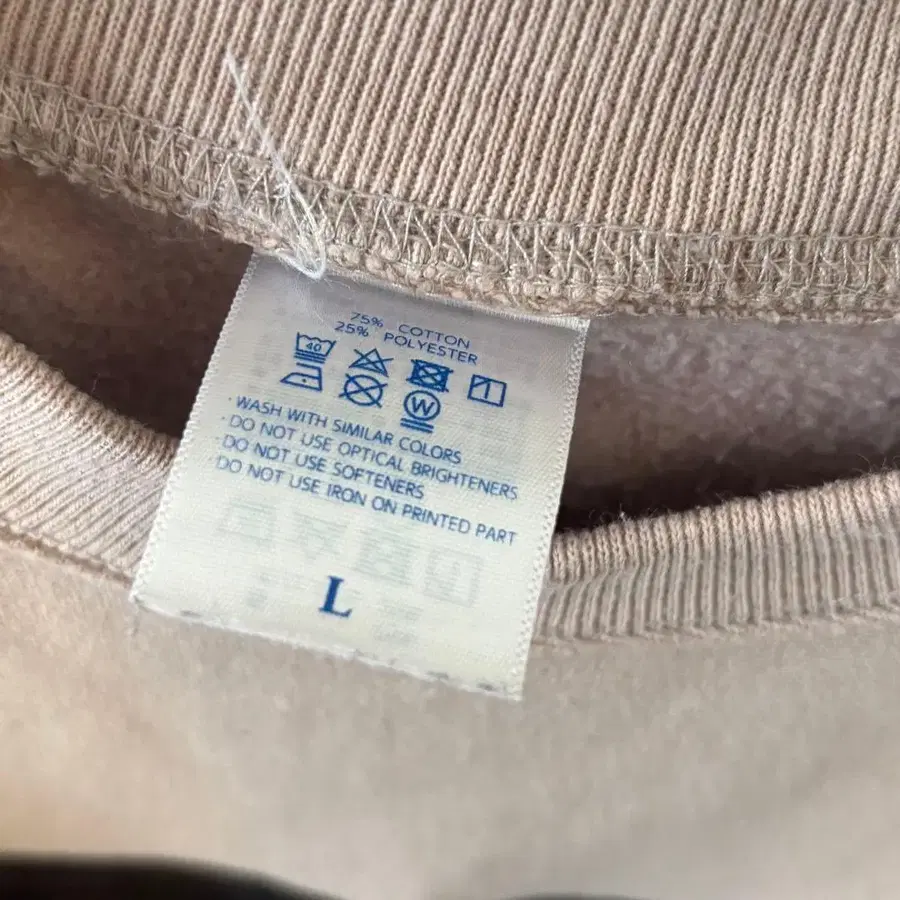 75% COTTON
25% POLYESTER
40
W
· WASH WITH SIMILAR COLORS
· DO NOT USE OPTICAL BRIGHTENERS
· DO NOT USE SOFTENERS
· DO NOT USE IRON ON PRINTED PART
L